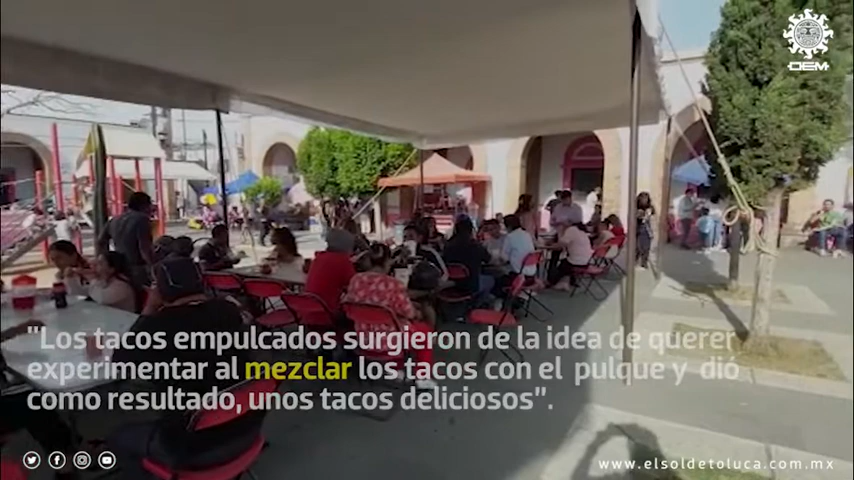 OEM
"Los tacos empulcados surgieron de la idea de querer
experimentar al mezclar los tacos con el pulque y dió
como resultado, unos tacos deliciosos”.
www.elsoldetoluca.com.mx